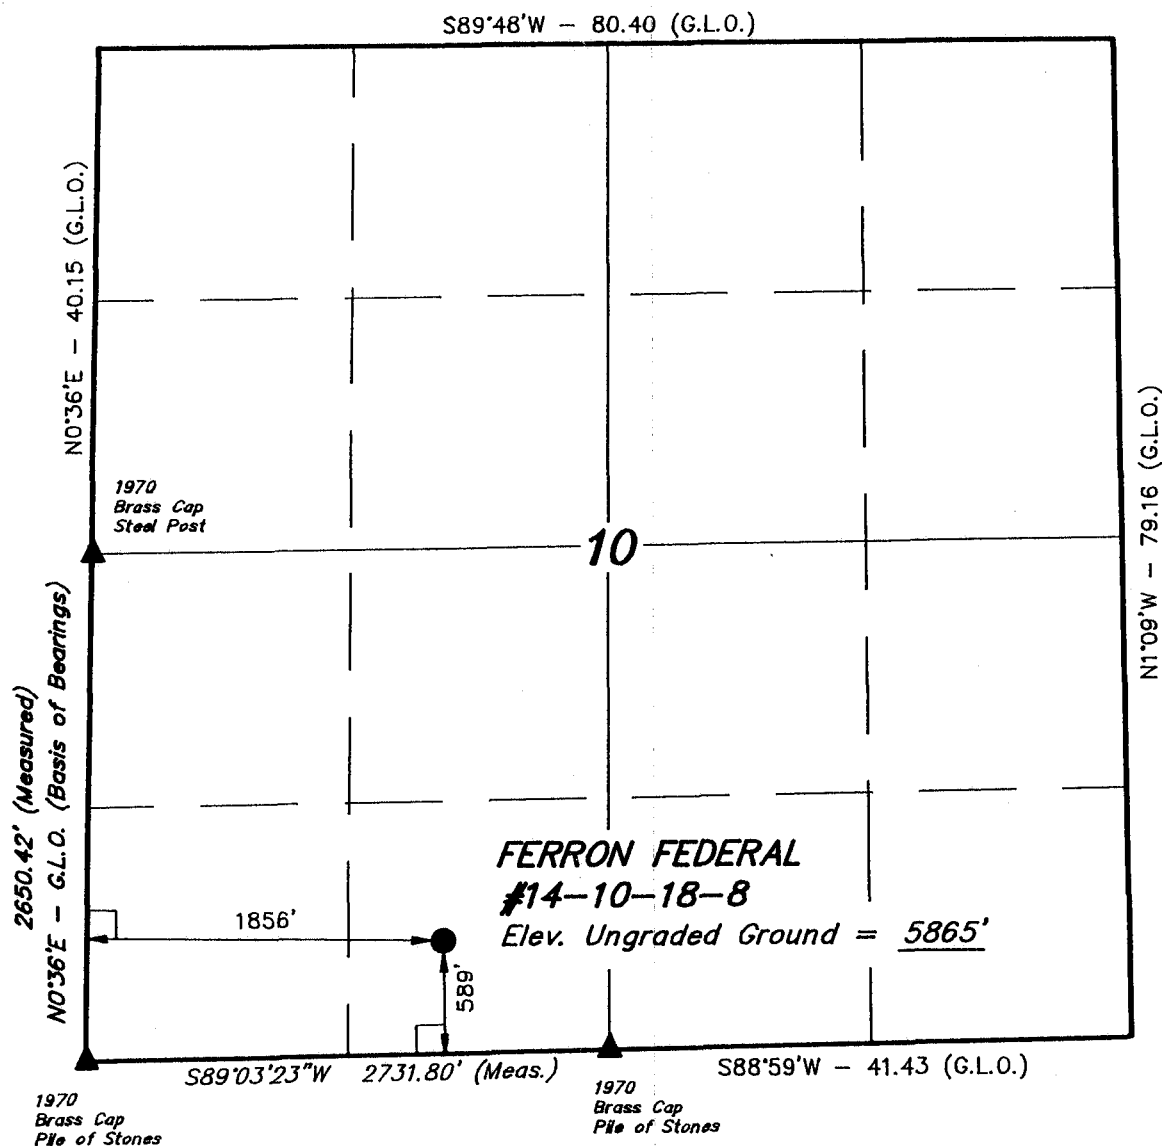 S89°48'W – 80.40 (G.L.O.)
N0°36'E – 40.15 (G.L.O.)
1970
Brass Cap
Steel Post
10
N1°09'W – 79.16 (G.L.O.)
2650.42' (Measured)
N0°36'E – G.L.O. (Basis of Bearings)
FERRON FEDERAL
#14–10–18–8
Elev. Ungraded Ground = 5865'
1856'
589'
S89°03'23"W 2731.80' (Meas.)
S88°59'W – 41.43 (G.L.O.)
1970
Brass Cap
Pile of Stones
1970
Brass Cap
Pile of Stones